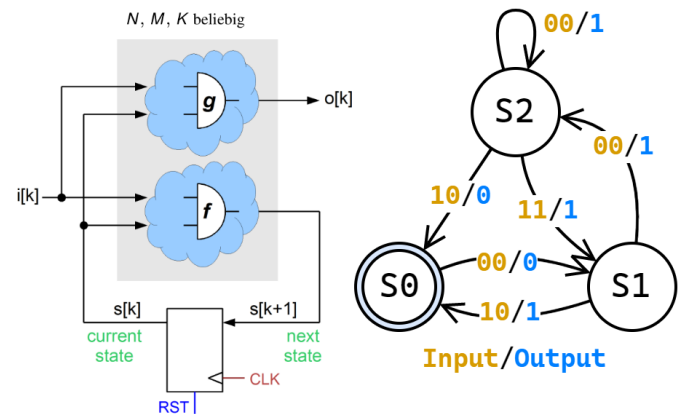 N, M, K beliebig
g
o[k]
i[k]
f
s[k]
s[k+1]
current
state
next
state
CLK
RST
00/1
S2
00/1
10/0
11/1
S0
00/0
S1
10/1
Input/Output